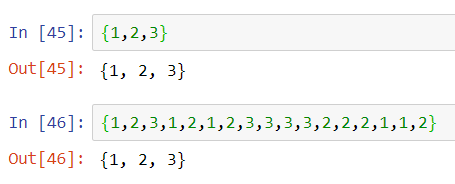 In [45]: {1,2,3}
Out[45]: {1, 2, 3}
In [46]: {1,2,3,1,2,1,2,3,3,3,3,2,2,2,1,1,2}
Out[46]: {1, 2, 3}